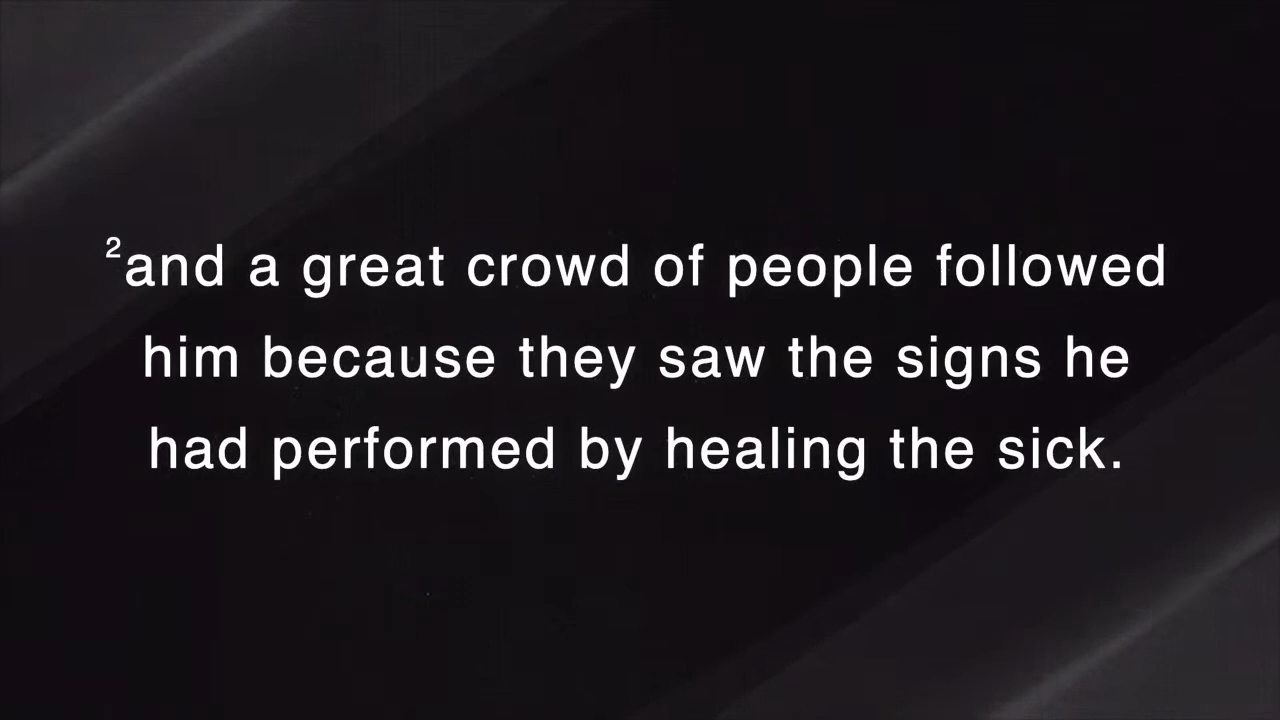 ²and a great crowd of people followed
him because they saw the signs he
had performed by healing the sick.